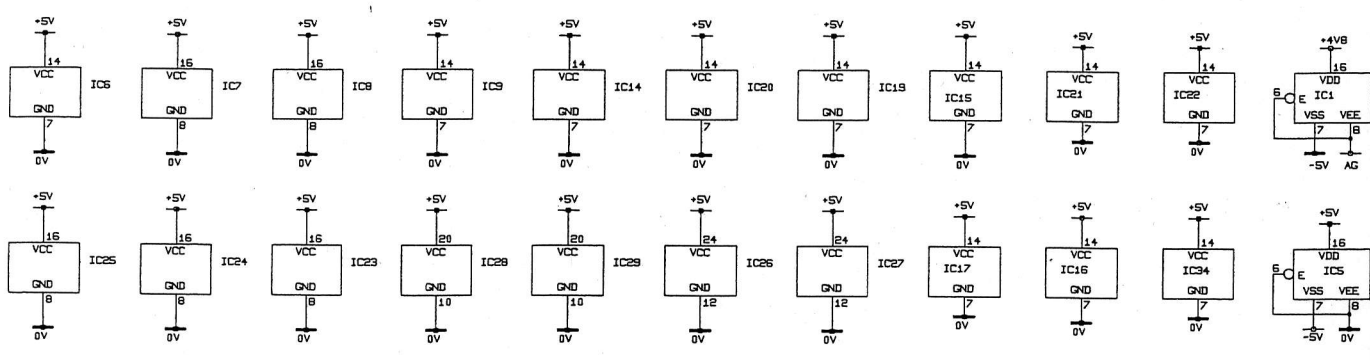 +5V +5V +5V +5V +5V +5V +5V +5V +5V +5V +4V8
14 16 16 14 14 14 14 14 14 14 16
VCC VCC VCC VCC VCC VCC VCC VCC VCC VCC VDD
IC6 IC7 IC8 IC9 IC14 IC20 IC19 IC15 IC21 IC22 6 E IC1
GND GND GND GND GND GND GND GND GND GND VSS VEE
7 8 8 7 7 7 7 7 7 7 7 8
0V 0V 0V 0V 0V 0V 0V 0V 0V 0V -5V AG
+5V +5V +5V +5V +5V +5V +5V +5V +5V +5V +5V
16 16 16 20 20 24 24 14 14 14 16
VCC VCC VCC VCC VCC VCC VCC VCC VCC VCC VDD
IC25 IC24 IC23 IC28 IC29 IC26 IC27 IC17 IC16 IC34 6 E IC5
GND GND GND GND GND GND GND GND GND GND VSS VEE
8 8 8 10 10 12 12 7 7 7 7 8
0V 0V 0V 0V 0V 0V 0V 0V 0V 0V -5V 0V